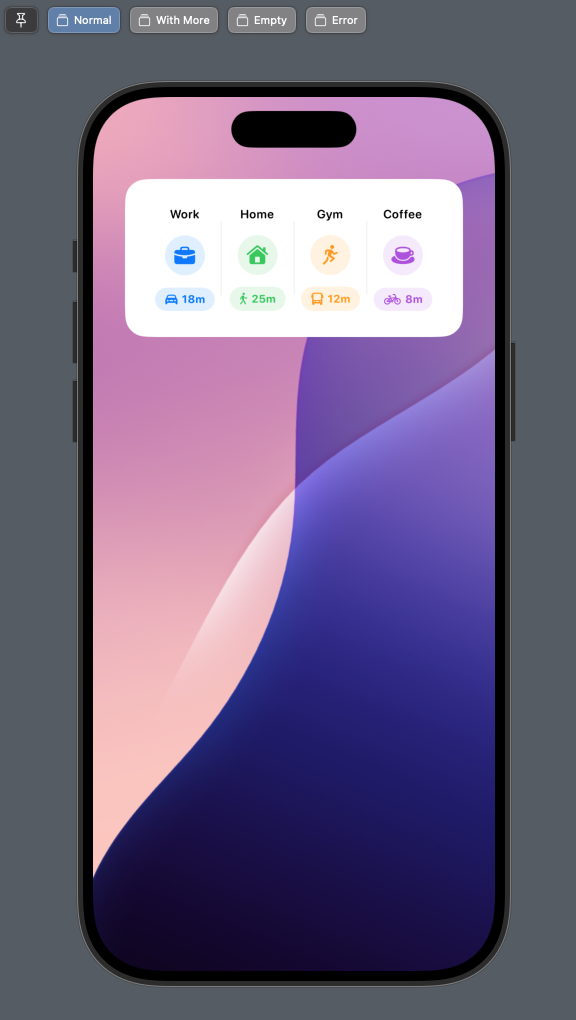 Normal
With More
Empty
Error
Work
Home
Gym
Coffee
18m
25m
12m
8m